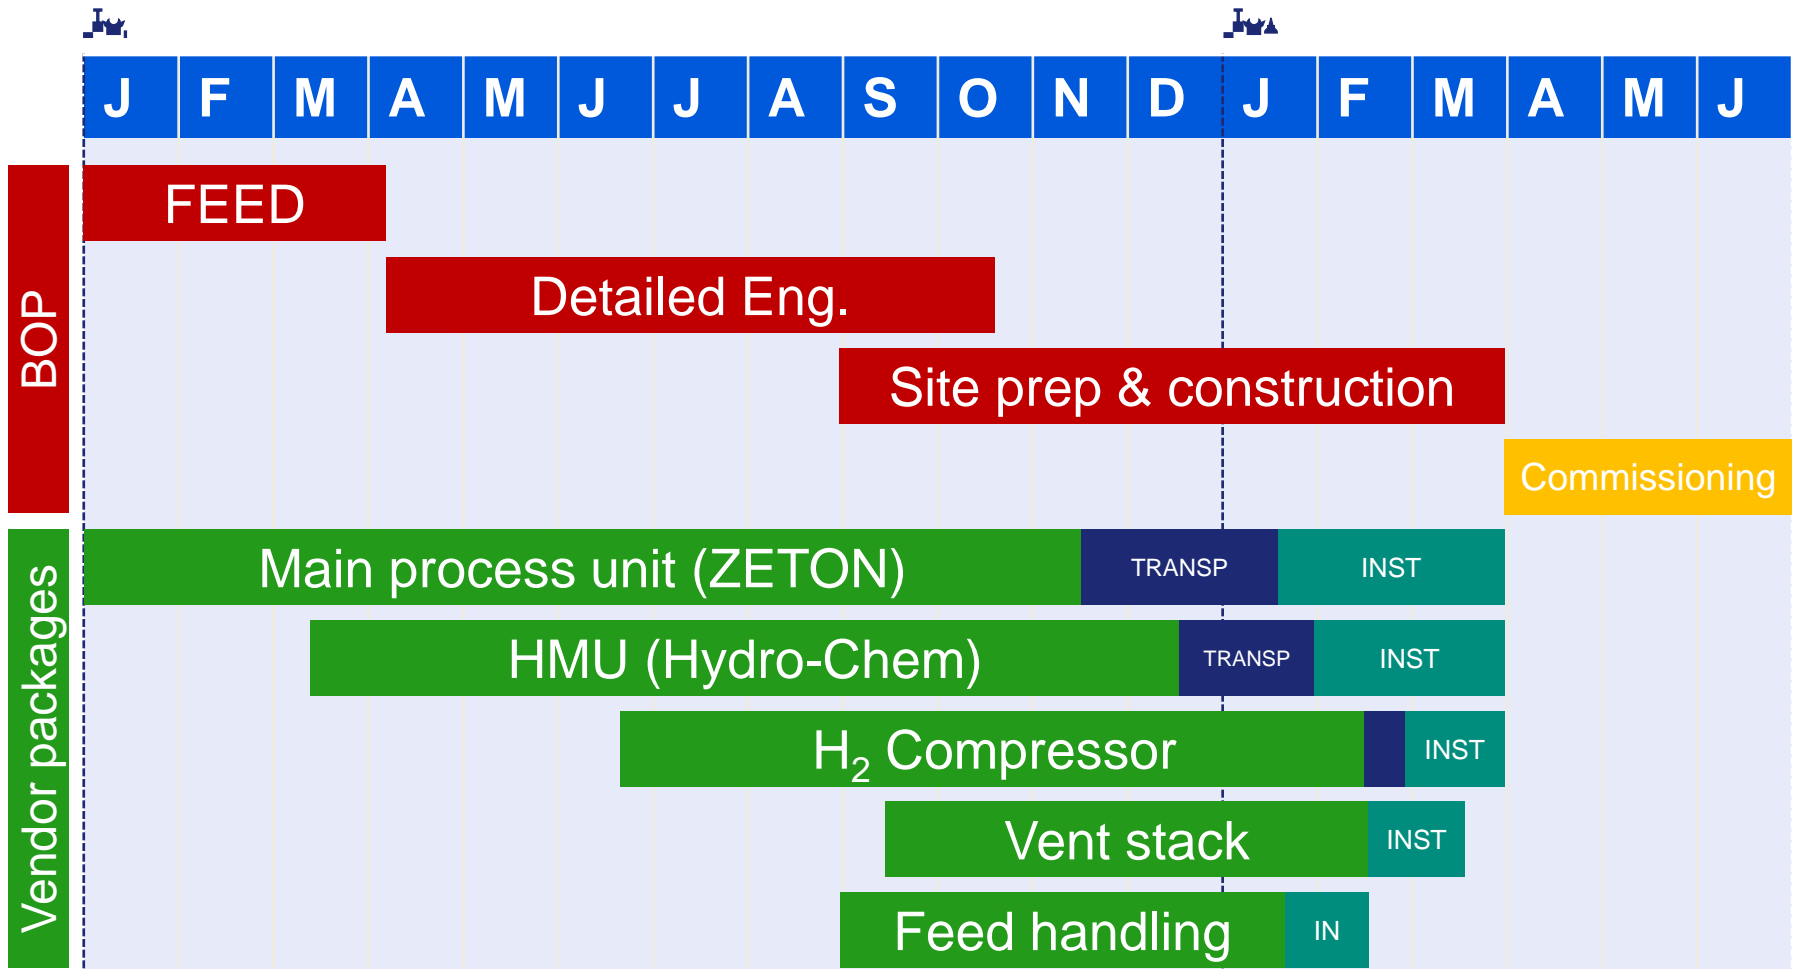 J F M A M J J A S O N D J F M A M J
BOP
FEED
Detailed Eng.
Site prep & construction
Commissioning
Vendor packages
Main process unit (ZETON) TRANSP INST
HMU (Hydro-Chem) TRANSP INST
H₂ Compressor INST
Vent stack INST
Feed handling IN